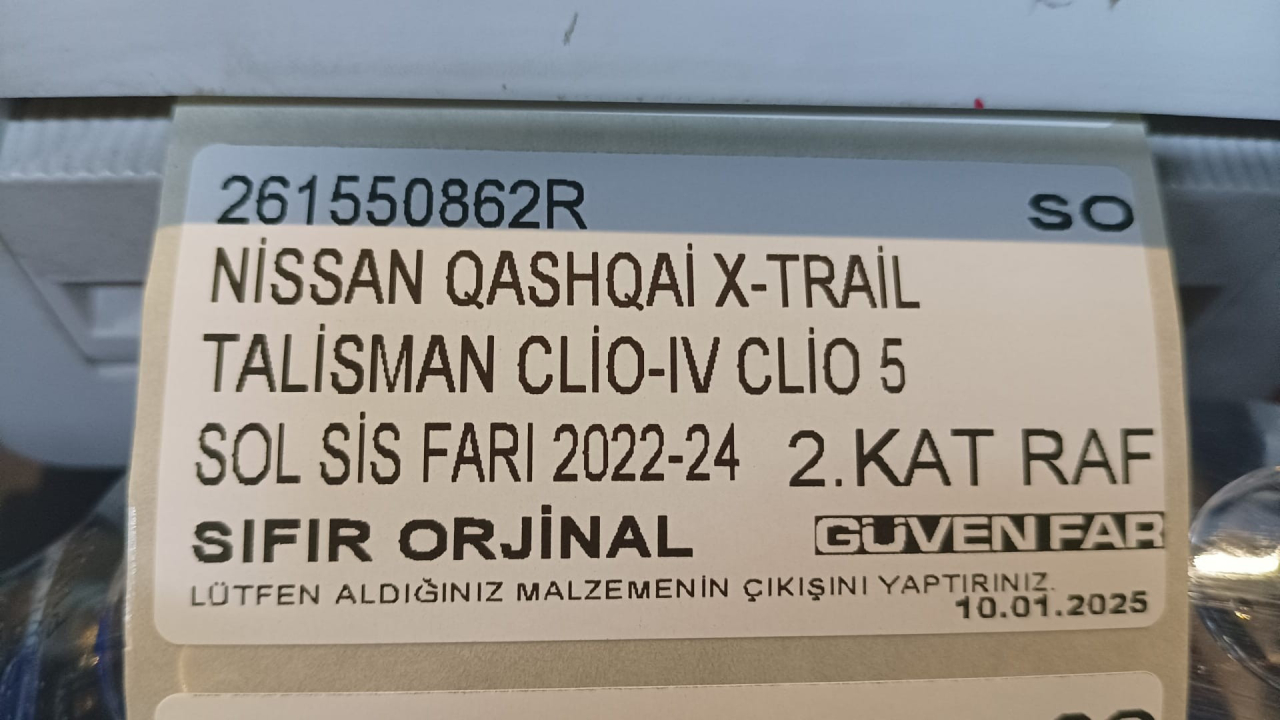 261550862R SO
NİSSAN QASHQAİ X-TRAİL
TALİSMAN CLİO-IV CLİO 5
SOL SİS FARI 2022-24 2.KAT RAF
SIFIR ORJİNAL GÜVEN FAR
LÜTFEN ALDIĞINIZ MALZEMENİN ÇIKIŞINI YAPTIRINIZ.
10.01.2025